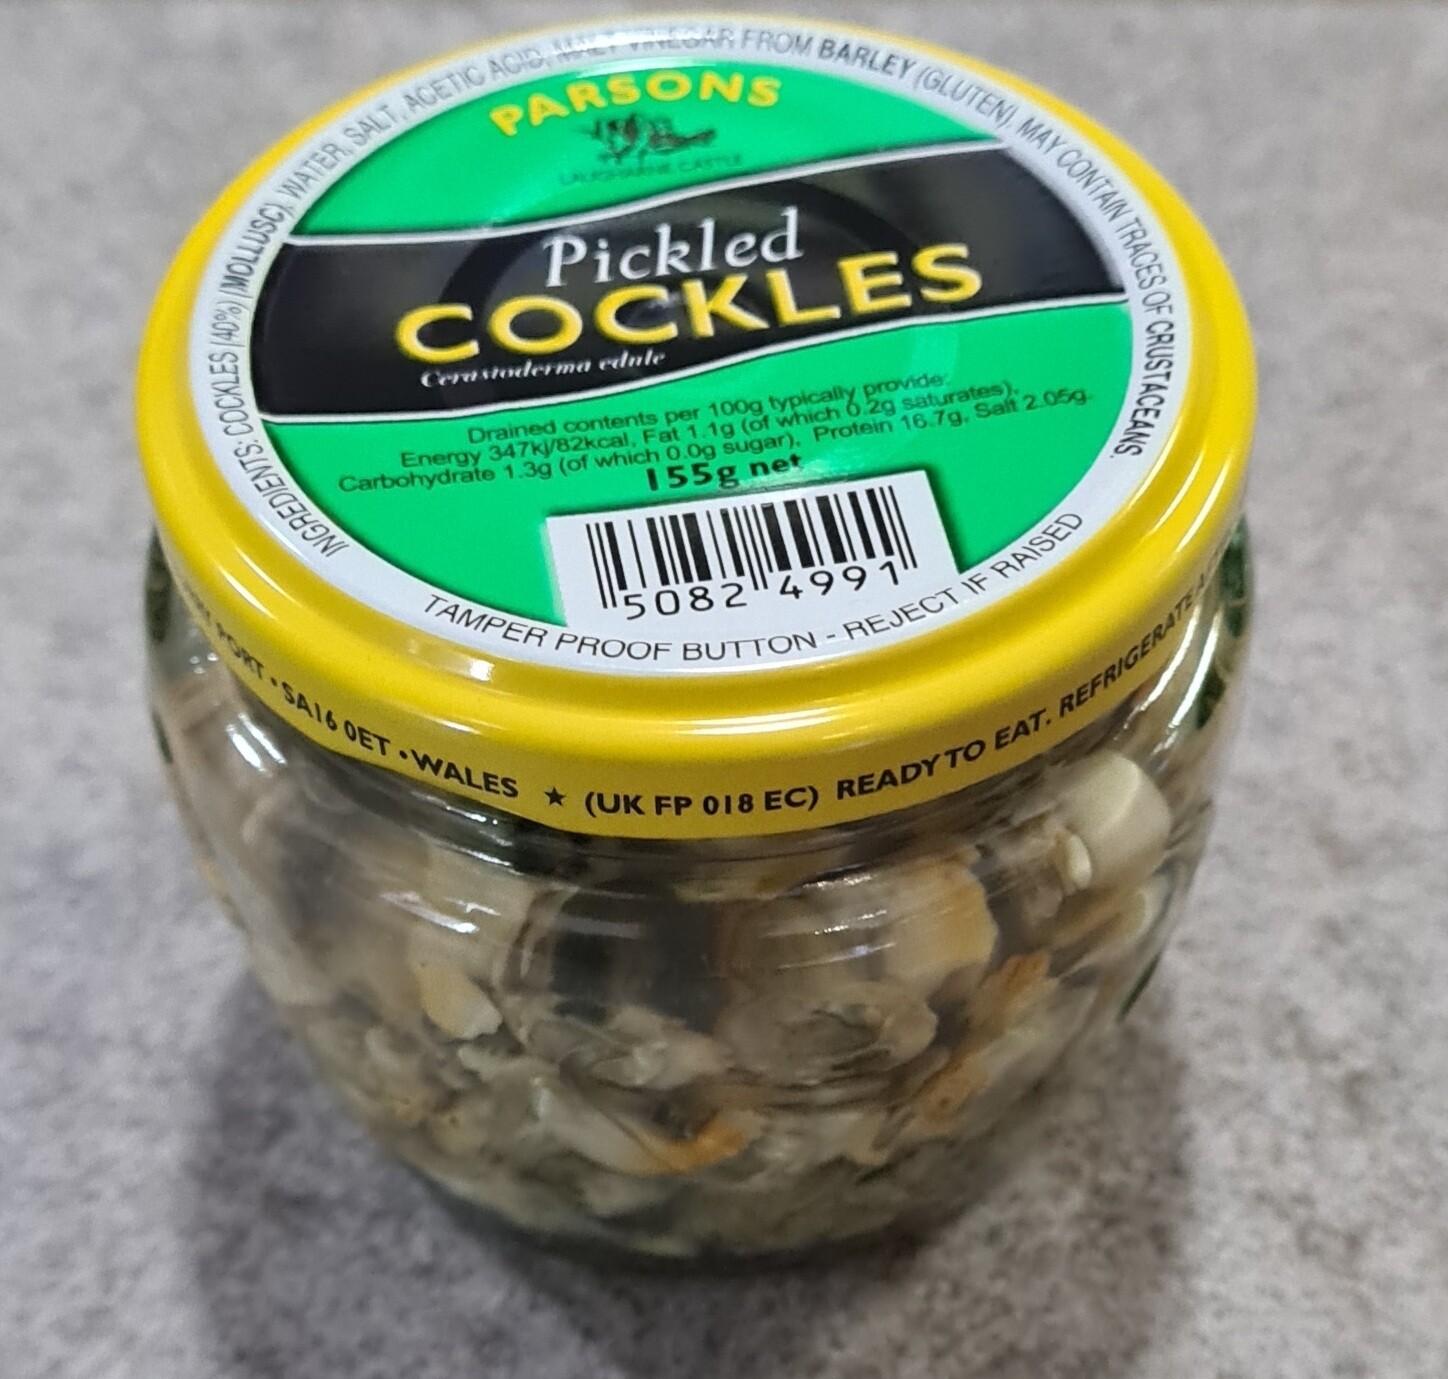 INGREDIENTS: COCKLES (40%) (MOLLUSC), WATER, SALT, ACETIC ACID, MALT VINEGAR FROM BARLEY (GLUTEN). MAY CONTAIN TRACES OF CRUSTACEANS.
PARSONS
LAUGHARNE CASTLE
Pickled
COCKLES
Cerastoderma edule
Drained contents per 100g typically provide:
Energy 347kj/82kcal, Fat 1.1g (of which 0.2g saturates),
Carbohydrate 1.3g (of which 0.0g sugar), Protein 16.7g, Salt 2.05g.
155g net
5082 4991
TAMPER PROOF BUTTON - REJECT IF RAISED
PORT • SA16 0ET • WALES ★ (UK FP 018 EC) READY TO EAT. REFRIGERATE